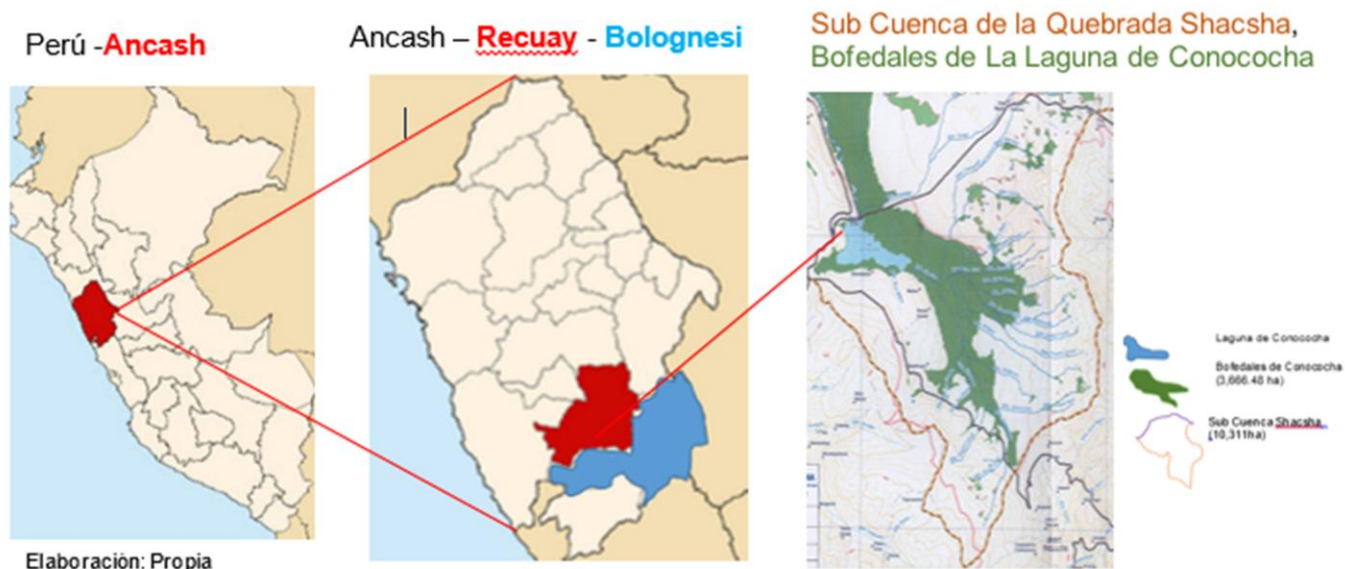 Perú -Ancash
Ancash – Recuay - Bolognesi
Sub Cuenca de la Quebrada Shacsha,
Bofedales de La Laguna de Conococha
Laguna de Conococha
Bofedales de Conococha
(3,666.48 ha)
Sub Cuenca Shacsha
(10,311ha)
Elaboración: Propia